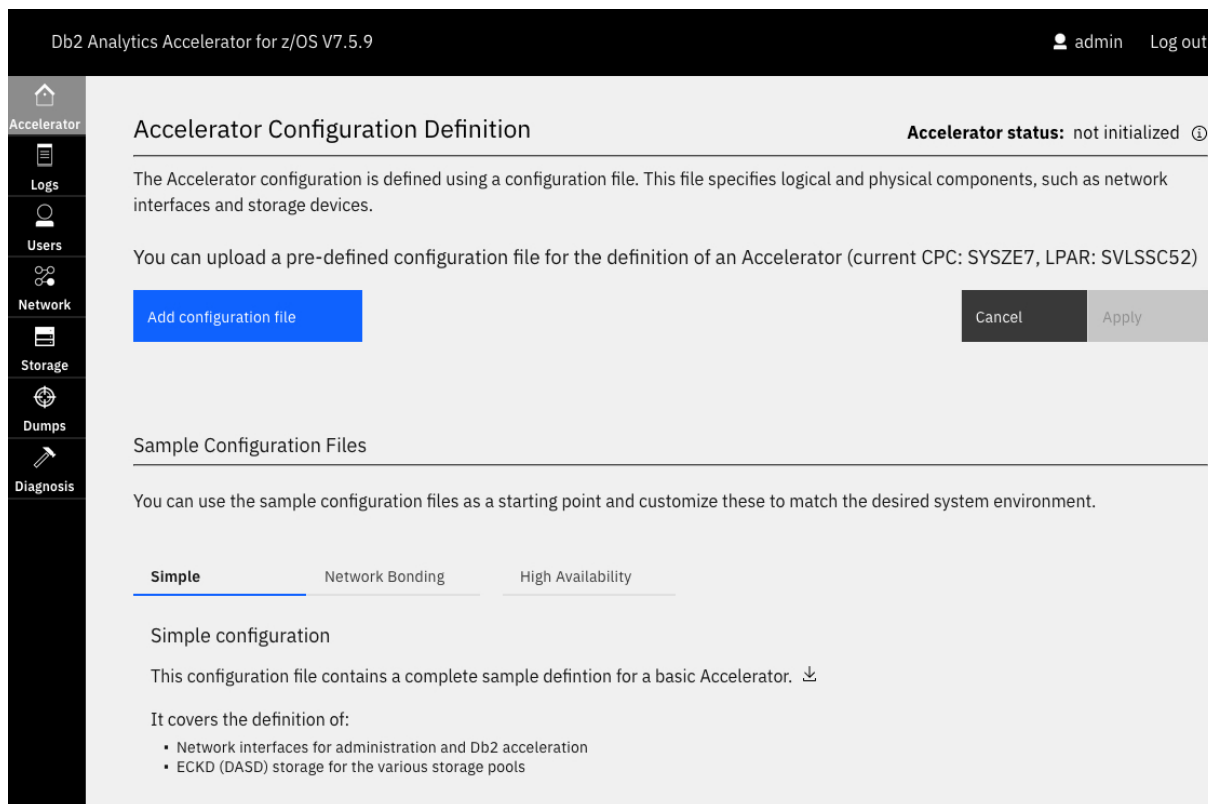 Db2 Analytics Accelerator for z/OS V7.5.9
admin Log out
Accelerator
Logs
Users
Network
Storage
Dumps
Diagnosis
Accelerator Configuration Definition
Accelerator status: not initialized
The Accelerator configuration is defined using a configuration file. This file specifies logical and physical components, such as network
interfaces and storage devices.
You can upload a pre-defined configuration file for the definition of an Accelerator (current CPC: SYSZE7, LPAR: SVLSSC52)
Add configuration file
Cancel
Apply
Sample Configuration Files
You can use the sample configuration files as a starting point and customize these to match the desired system environment.
Simple Network Bonding High Availability
Simple configuration
This configuration file contains a complete sample defintion for a basic Accelerator.
It covers the definition of:
▪ Network interfaces for administration and Db2 acceleration
▪ ECKD (DASD) storage for the various storage pools